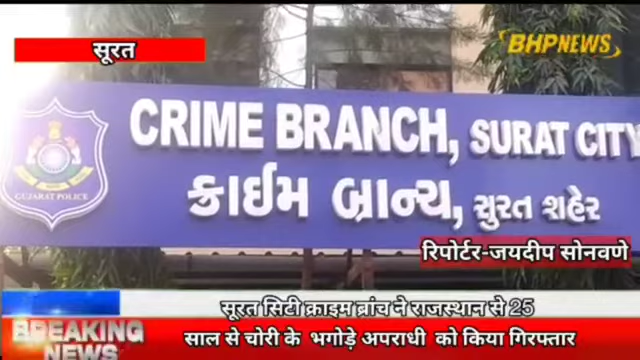 सूरत
BHPNEWS
CRIME BRANCH, SURAT CITY
ક્રાઈમ બ્રાન્ચ, સુરત શહેર
GUJARAT POLICE
रिपोर्टर-जयदीप सोनवणे
सूरत सिटी क्राइम ब्रांच ने राजस्थान से 25
BREAKING NEWS
साल से चोरी के भगोड़े अपराधी को किया गिरफ्तार